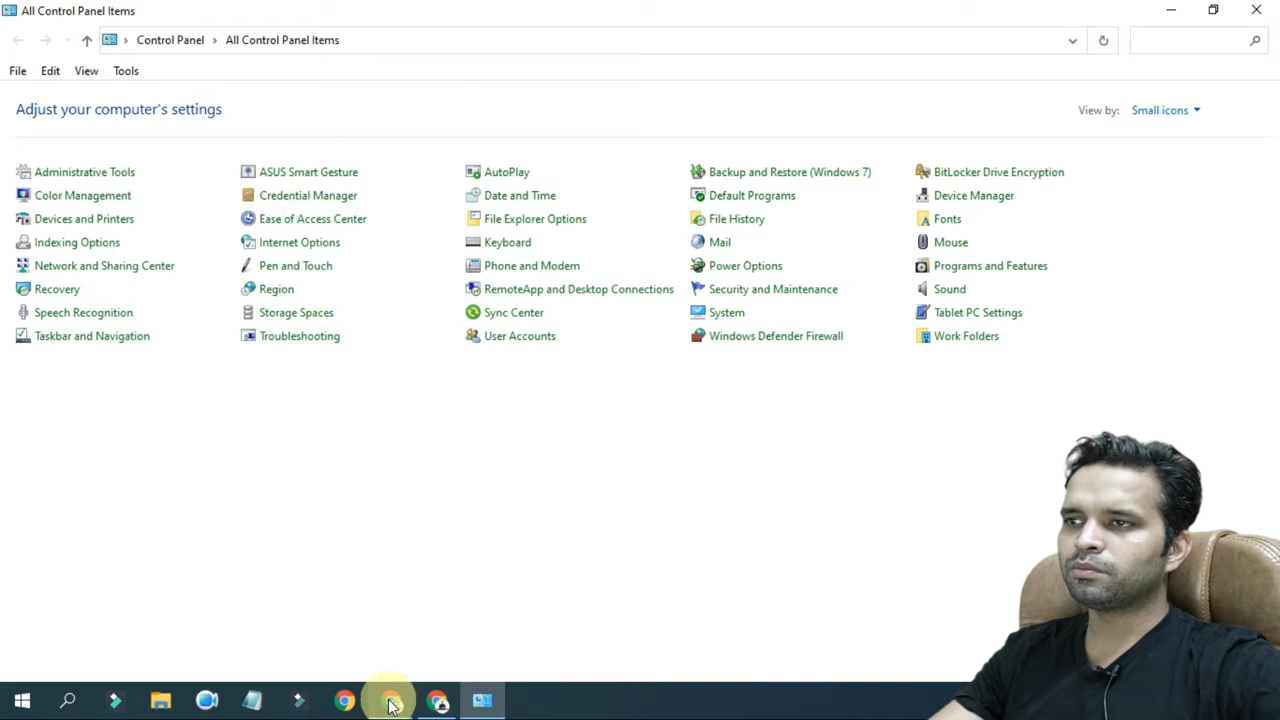 All Control Panel Items
Control Panel All Control Panel Items
File Edit View Tools
Adjust your computer's settings
View by: Small icons
Administrative Tools ASUS Smart Gesture AutoPlay Backup and Restore (Windows 7) BitLocker Drive Encryption
Color Management Credential Manager Date and Time Default Programs Device Manager
Devices and Printers Ease of Access Center File Explorer Options File History Fonts
Indexing Options Internet Options Keyboard Mail Mouse
Network and Sharing Center Pen and Touch Phone and Modem Power Options Programs and Features
Recovery Region RemoteApp and Desktop Connections Security and Maintenance Sound
Speech Recognition Storage Spaces Sync Center System Tablet PC Settings
Taskbar and Navigation Troubleshooting User Accounts Windows Defender Firewall Work Folders